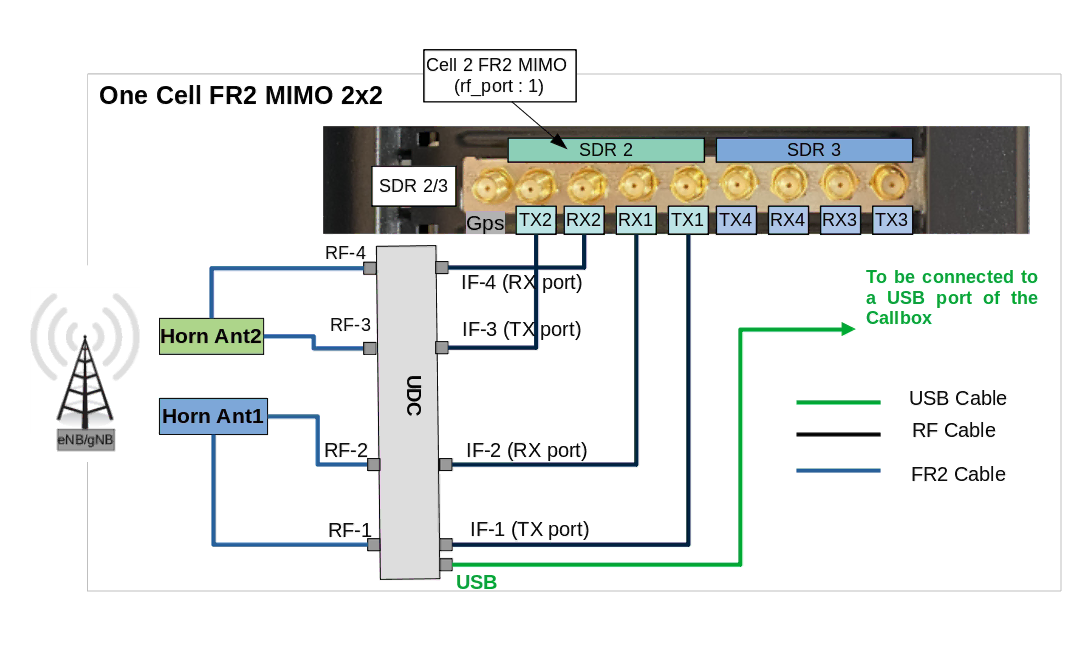 Cell 2 FR2 MIMO
(rf_port : 1)
One Cell FR2 MIMO 2x2
SDR 2
SDR 3
SDR 2/3
Gps
TX2
RX2
RX1
TX1
TX4
RX4
RX3
TX3
RF-4
IF-4 (RX port)
To be connected to
a USB port of the
Callbox
RF-3
IF-3 (TX port)
Horn Ant2
UDC
Horn Ant1
eNB/gNB
USB Cable
RF Cable
FR2 Cable
RF-2
IF-2 (RX port)
RF-1
IF-1 (TX port)
USB